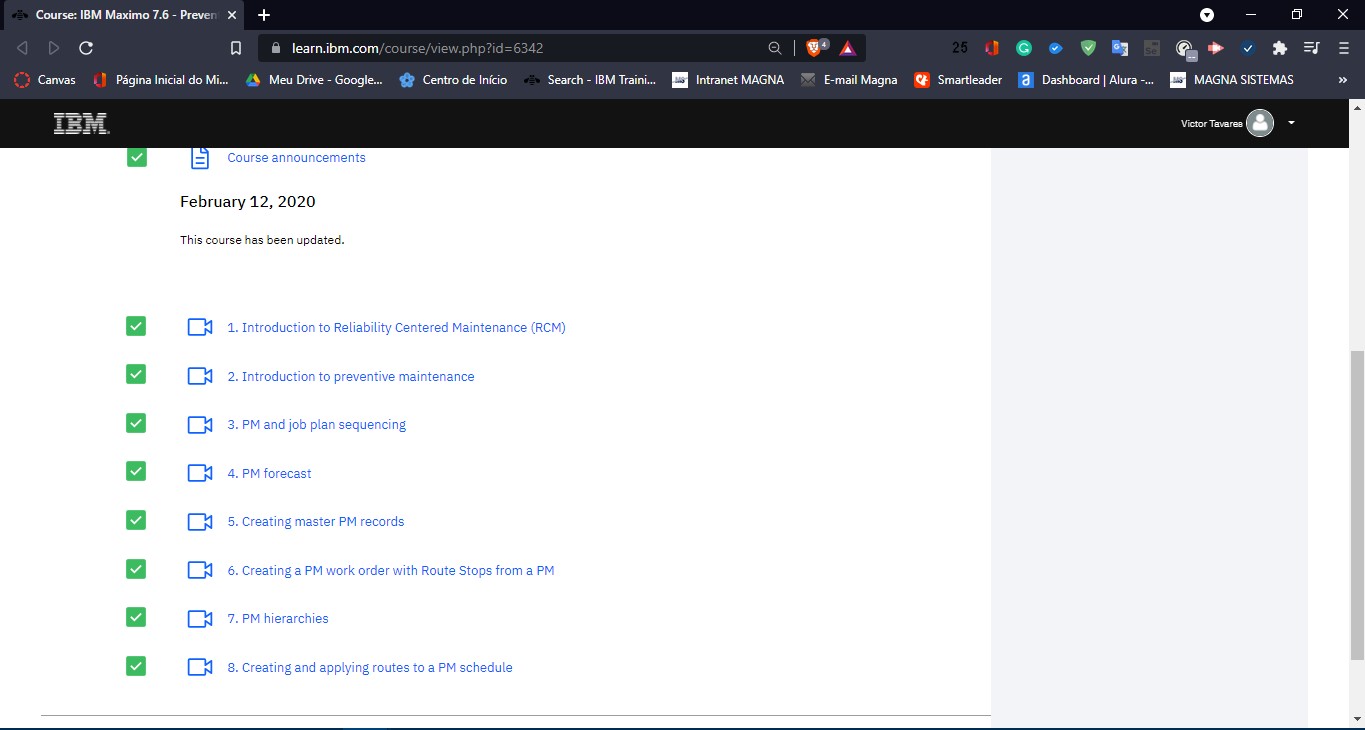 Course: IBM Maximo 7.6 - Preven
learn.ibm.com/course/view.php?id=6342
4
25
Canvas
Página Inicial do Mi...
Meu Drive - Google...
Centro de Início
Search - IBM Traini...
Intranet MAGNA
E-mail Magna
Smartleader
Dashboard | Alura -...
MAGNA SISTEMAS
IBM
Victor Tavares
Course announcements
February 12, 2020
This course has been updated.
1. Introduction to Reliability Centered Maintenance (RCM)
2. Introduction to preventive maintenance
3. PM and job plan sequencing
4. PM forecast
5. Creating master PM records
6. Creating a PM work order with Route Stops from a PM
7. PM hierarchies
8. Creating and applying routes to a PM schedule